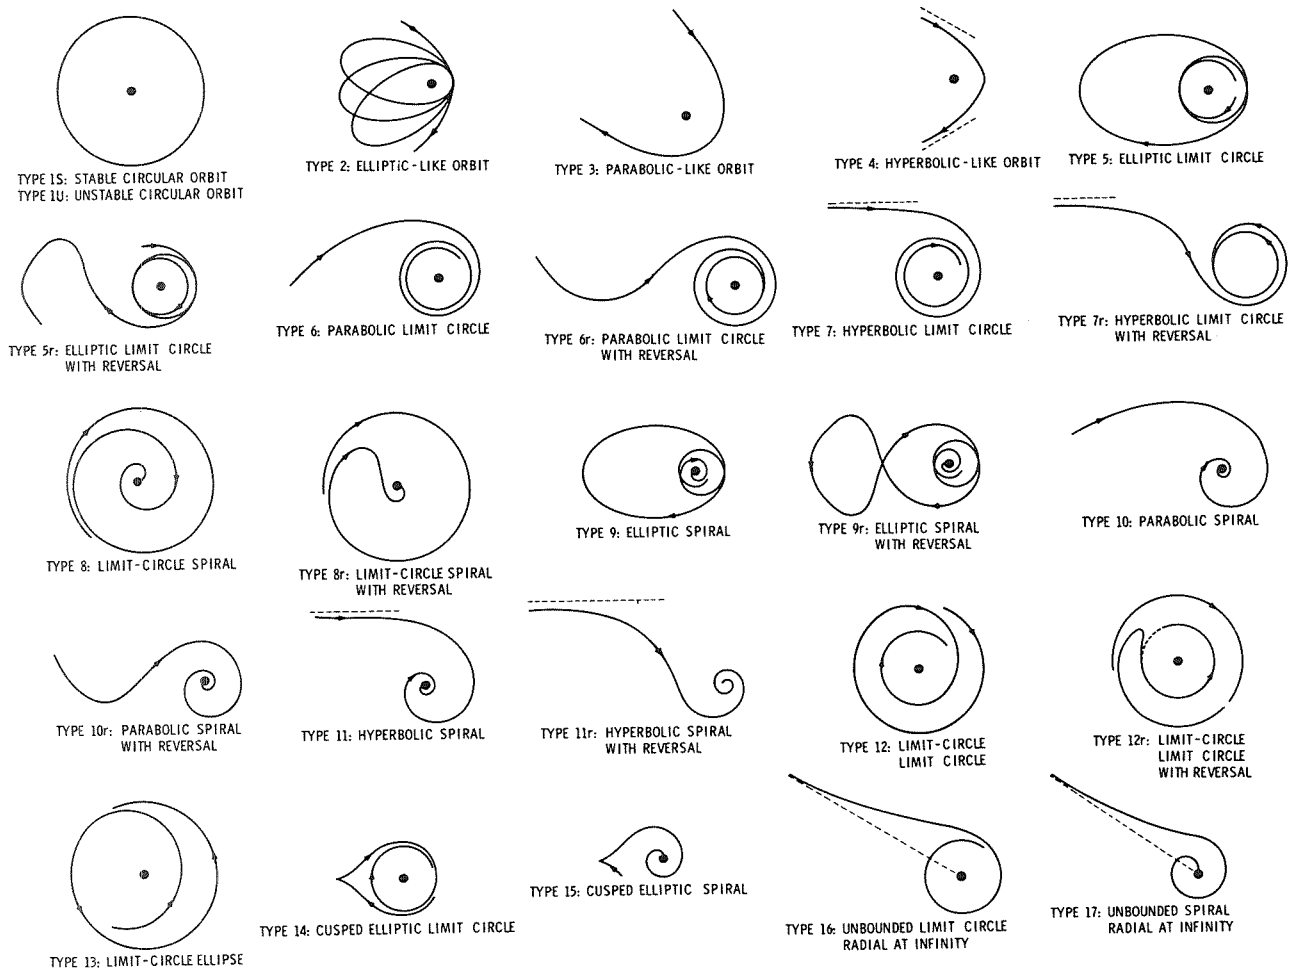 TYPE 1S: STABLE CIRCULAR ORBIT
TYPE 1U: UNSTABLE CIRCULAR ORBIT
TYPE 2: ELLIPTIC-LIKE ORBIT
TYPE 3: PARABOLIC-LIKE ORBIT
TYPE 4: HYPERBOLIC-LIKE ORBIT
TYPE 5: ELLIPTIC LIMIT CIRCLE
TYPE 5r: ELLIPTIC LIMIT CIRCLE
WITH REVERSAL
TYPE 6: PARABOLIC LIMIT CIRCLE
TYPE 6r: PARABOLIC LIMIT CIRCLE
WITH REVERSAL
TYPE 7: HYPERBOLIC LIMIT CIRCLE
TYPE 7r: HYPERBOLIC LIMIT CIRCLE
WITH REVERSAL
TYPE 8: LIMIT-CIRCLE SPIRAL
TYPE 8r: LIMIT-CIRCLE SPIRAL
WITH REVERSAL
TYPE 9: ELLIPTIC SPIRAL
TYPE 9r: ELLIPTIC SPIRAL
WITH REVERSAL
TYPE 10: PARABOLIC SPIRAL
TYPE 10r: PARABOLIC SPIRAL
WITH REVERSAL
TYPE 11: HYPERBOLIC SPIRAL
TYPE 11r: HYPERBOLIC SPIRAL
WITH REVERSAL
TYPE 12: LIMIT-CIRCLE
LIMIT CIRCLE
TYPE 12r: LIMIT-CIRCLE
LIMIT CIRCLE
WITH REVERSAL
TYPE 13: LIMIT-CIRCLE ELLIPSE
TYPE 14: CUSPED ELLIPTIC LIMIT CIRCLE
TYPE 15: CUSPED ELLIPTIC SPIRAL
TYPE 16: UNBOUNDED LIMIT CIRCLE
RADIAL AT INFINITY
TYPE 17: UNBOUNDED SPIRAL
RADIAL AT INFINITY